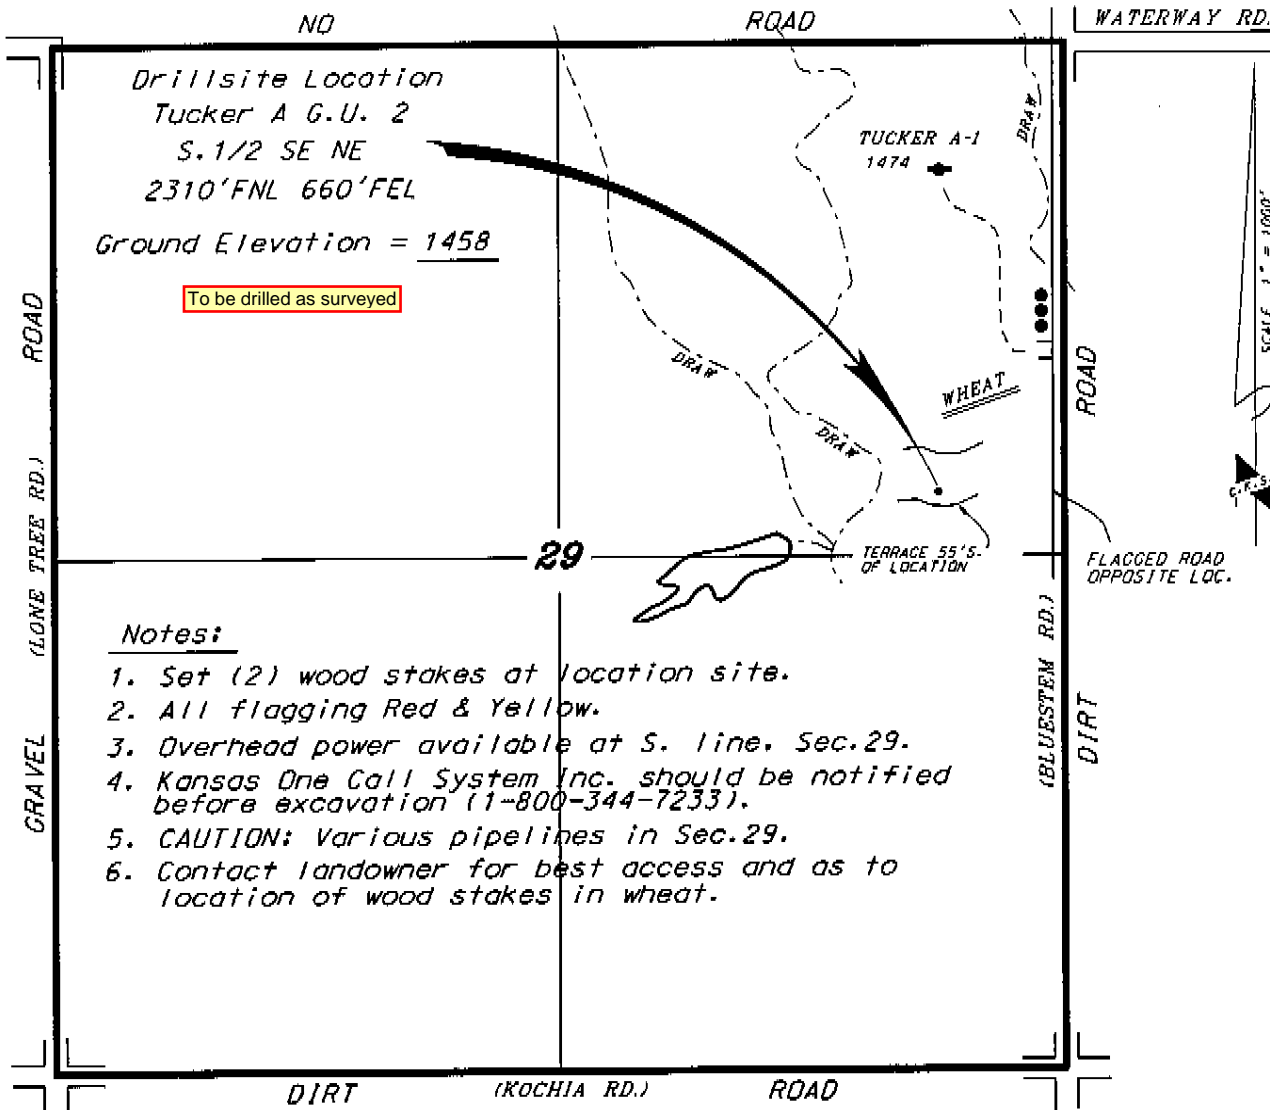 NO ROAD
WATERWAY RD.
Drillsite Location
Tucker A G.U. 2
S.1/2 SE NE
2310'FNL 660'FEL
Ground Elevation = 1458
To be drilled as surveyed
TUCKER A-1
1474
DRAW
SCALE 1" = 1000'
ROAD
ROAD
DRAW
WHEAT
DRAW
C.K.S.
29
TERRACE 55'S.
OF LOCATION
FLAGGED ROAD
OPPOSITE LOC.
(LONE TREE RD.)
GRAVEL
(BLUESTEM RD.)
DIRT
Notes:
1. Set (2) wood stakes at location site.
2. All flagging Red & Yellow.
3. Overhead power available at S. line, Sec.29.
4. Kansas One Call System Inc. should be notified
before excavation (1-800-344-7233).
5. CAUTION: Various pipelines in Sec.29.
6. Contact landowner for best access and as to
location of wood stakes in wheat.
DIRT (KOCHIA RD.) ROAD